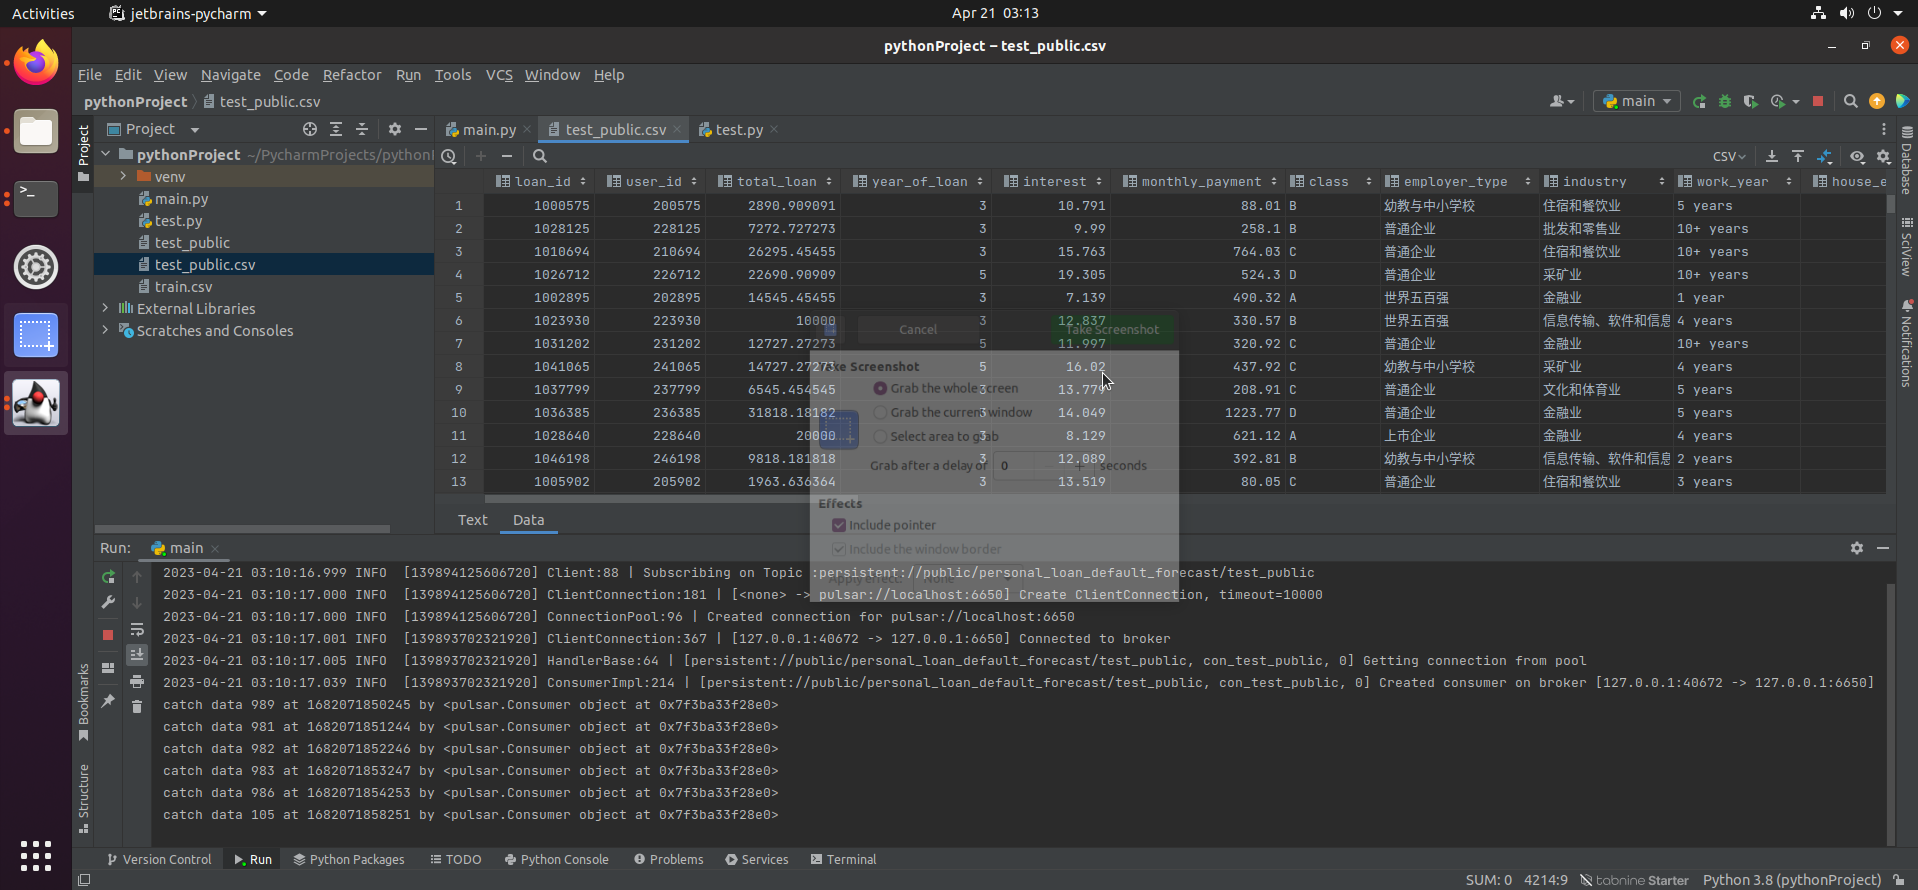 Activities jetbrains-pycharm Apr 21 03:13
pythonProject – test_public.csv
File Edit View Navigate Code Refactor Run Tools VCS Window Help
pythonProject test_public.csv main
Project main.py test_public.csv test.py
CSV
pythonProject ~/PycharmProjects/python
venv
main.py
test.py
test_public
test_public.csv
train.csv
External Libraries
Scratches and Consoles
loan_id user_id total_loan year_of_loan interest monthly_payment class employer_type industry work_year house_e
1 1000575 200575 2890.909091 3 10.791 88.01 B 幼教与中小学校 住宿和餐饮业 5 years
2 1028125 228125 7272.727273 3 9.99 258.1 B 普通企业 批发和零售业 10+ years
3 1010694 210694 26295.45455 3 15.763 764.03 C 普通企业 住宿和餐饮业 10+ years
4 1026712 226712 22690.90909 5 19.305 524.3 D 普通企业 采矿业 10+ years
5 1002895 202895 14545.45455 3 7.139 490.32 A 世界五百强 金融业 1 year
6 1023930 223930 10000 3 12.837 330.57 B 世界五百强 信息传输、软件和信息 4 years
7 1031202 231202 12727.27273 5 11.997 320.92 C 普通企业 金融业 10+ years
8 1041065 241065 14727.27273 5 16.02 437.92 C 幼教与中小学校 采矿业 4 years
9 1037799 237799 6545.454545 3 13.779 208.91 C 普通企业 文化和体育业 5 years
10 1036385 236385 31818.18182 3 14.049 1223.77 D 普通企业 金融业 5 years
11 1028640 228640 20000 3 8.129 621.12 A 上市企业 金融业 4 years
12 1046198 246198 9818.181818 3 12.089 392.81 B 幼教与中小学校 信息传输、软件和信息 2 years
13 1005902 205902 1963.636364 3 13.519 80.05 C 普通企业 住宿和餐饮业 3 years
Cancel Take Screenshot
Screenshot
Grab the whole screen
Grab the current window
Select area to grab
Grab after a delay of 0 + seconds
Effects
Include pointer
Include the window border
Apply effect: None
Text Data
Run: main
2023-04-21 03:10:16.999 INFO [139894125606720] Client:88 | Subscribing on Topic :persistent://public/personal_loan_default_forecast/test_public
2023-04-21 03:10:17.000 INFO [139894125606720] ClientConnection:181 | [<none> -> pulsar://localhost:6650] Create ClientConnection, timeout=10000
2023-04-21 03:10:17.000 INFO [139894125606720] ConnectionPool:96 | Created connection for pulsar://localhost:6650
2023-04-21 03:10:17.001 INFO [139893702321920] ClientConnection:367 | [127.0.0.1:40672 -> 127.0.0.1:6650] Connected to broker
2023-04-21 03:10:17.005 INFO [139893702321920] HandlerBase:64 | [persistent://public/personal_loan_default_forecast/test_public, con_test_public, 0] Getting connection from pool
2023-04-21 03:10:17.039 INFO [139893702321920] ConsumerImpl:214 | [persistent://public/personal_loan_default_forecast/test_public, con_test_public, 0] Created consumer on broker [127.0.0.1:40672 -> 127.0.0.1:6650]
catch data 989 at 1682071850245 by <pulsar.Consumer object at 0x7f3ba33f28e0>
catch data 981 at 1682071851244 by <pulsar.Consumer object at 0x7f3ba33f28e0>
catch data 982 at 1682071852246 by <pulsar.Consumer object at 0x7f3ba33f28e0>
catch data 983 at 1682071853247 by <pulsar.Consumer object at 0x7f3ba33f28e0>
catch data 986 at 1682071854253 by <pulsar.Consumer object at 0x7f3ba33f28e0>
catch data 105 at 1682071858251 by <pulsar.Consumer object at 0x7f3ba33f28e0>
Project
Bookmarks
Structure
Database
SciView
Notifications
Version Control Run Python Packages TODO Python Console Problems Services Terminal
SUM: 0 4214:9 tabnine Starter Python 3.8 (pythonProject)